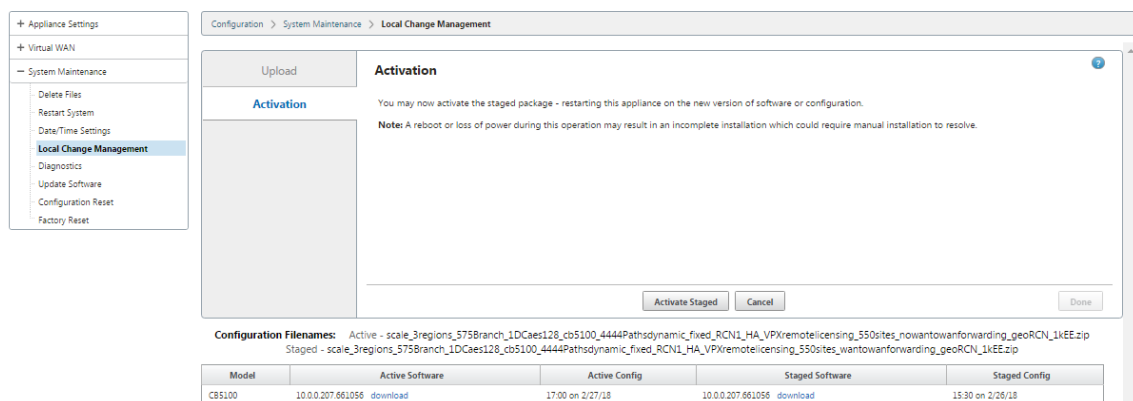 + Appliance Settings
+ Virtual WAN
− System Maintenance
Delete Files
Restart System
Date/Time Settings
Local Change Management
Diagnostics
Update Software
Configuration Reset
Factory Reset
Configuration > System Maintenance > Local Change Management
Upload
Activation
Activation
?
You may now activate the staged package - restarting this appliance on the new version of software or configuration.
Note: A reboot or loss of power during this operation may result in an incomplete installation which could require manual installation to resolve.
Activate Staged Cancel Done
Configuration Filenames: Active - scale_3regions_575Branch_1DCaes128_cb5100_4444Pathsdynamic_fixed_RCN1_HA_VPXremotelicensing_550sites_nowantowanforwarding_geoRCN_1kEE.zip
Staged - scale_3regions_575Branch_1DCaes128_cb5100_4444Pathsdynamic_fixed_RCN1_HA_VPXremotelicensing_550sites_wantowanforwarding_geoRCN_1kEE.zip
Model Active Software Active Config Staged Software Staged Config
CB5100 10.0.0.207.661056 download 17:00 on 2/27/18 10.0.0.207.661056 download 15:30 on 2/26/18